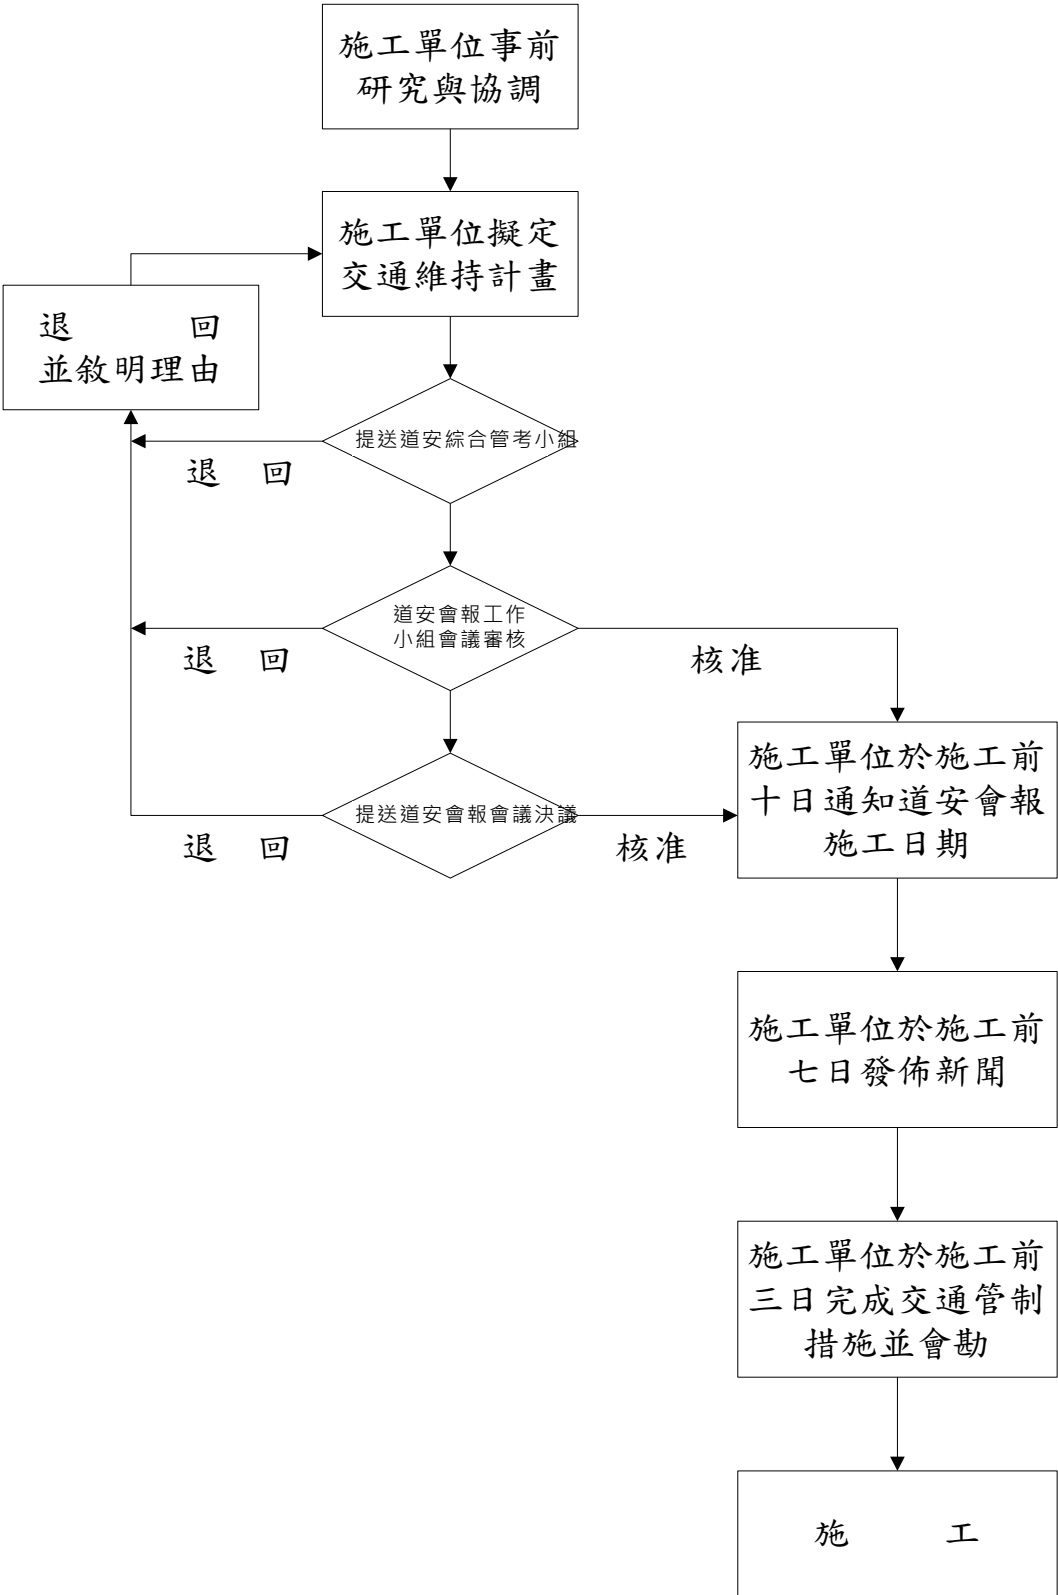 施工單位事前
研究與協調
施工單位擬定
交通維持計畫
退 回
並敘明理由
提送道安綜合管考小組
退 回
道安會報工作
小組會議審核
退 回
核准
提送道安會報會議決議
退 回
核准
施工單位於施工前
十日通知道安會報
施工日期
施工單位於施工前
七日發佈新聞
施工單位於施工前
三日完成交通管制
措施並會勘
施 工